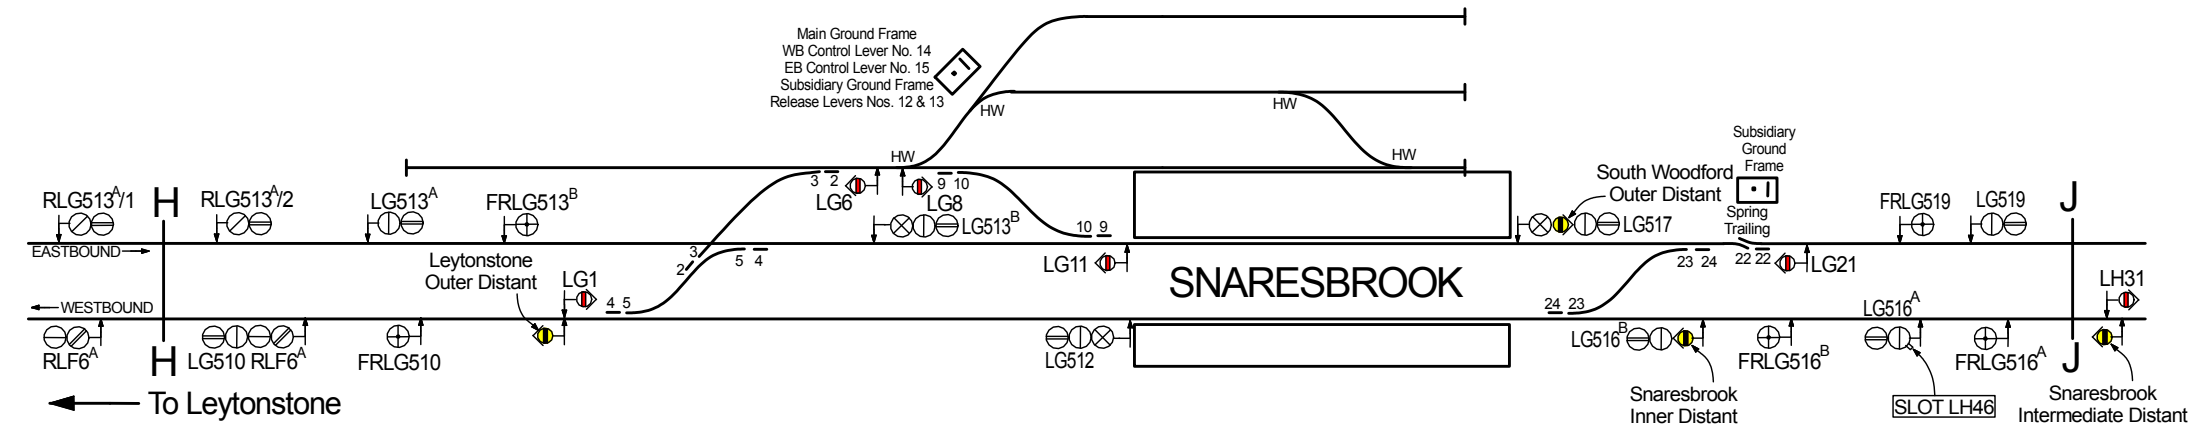 Main Ground Frame
WB Control Lever No. 14
EB Control Lever No. 15
Subsidiary Ground Frame
Release Levers Nos. 12 & 13
HW
HW
HW
HW
Subsidiary
Ground
Frame
Spring
Trailing
South Woodford
Outer Distant
RLG513A/1
H
RLG513A/2
LG513A
FRLG513B
3 2
LG6
LG8
9 10
LG513B
10 9
LG517
FRLG519
LG519
J
EASTBOUND
2
3
5 4
LG11
SNARESBROOK
23 24
22 22
LG21
Leytonstone
Outer Distant
LG1
4 5
WESTBOUND
24 23
LG516A
LH31
RLF6A
H
LG510 RLF6A
FRLG510
LG512
LG516B
FRLG516B
FRLG516A
J
To Leytonstone
Snaresbrook
Inner Distant
SLOT LH46
Snaresbrook
Intermediate Distant